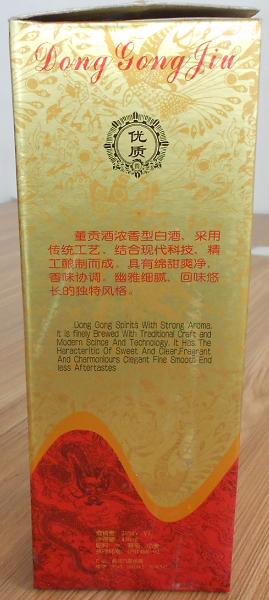 Dong Gong Jiu
优
质
董贡酒浓香型白酒、采用
传统工艺、结合现代科技、精
工酿制而成、具有绵甜爽净、
香味协调、幽雅细腻、回味悠
长的独特风格。
Dong Gong Spirits With Strong Aroma,
It is finely Brewed With Traditional Craft and
Modern Scince And Technology. It Has The
Haracteritic Of Sweet And Clear,Fragrant
And Charmonious Clegant Fine Smooth End
less Aftertastes